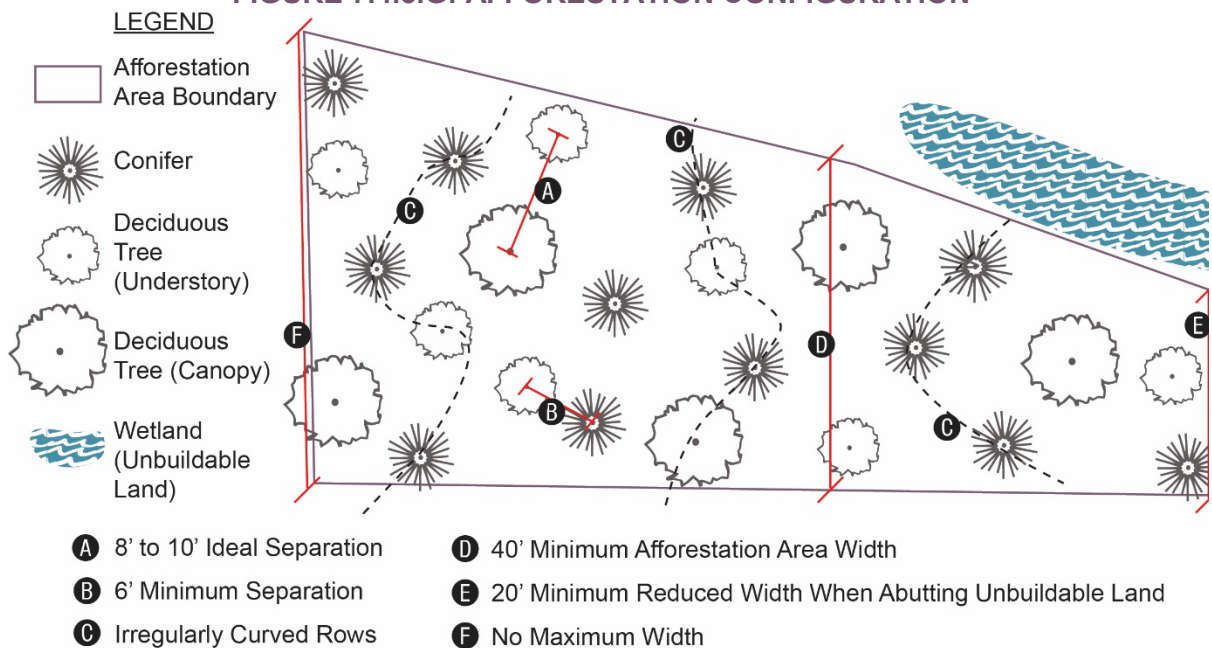 LEGEND
Afforestation
Area Boundary
Conifer
Deciduous
Tree
(Understory)
Deciduous
Tree (Canopy)
Wetland
(Unbuildable
Land)
C
A
C
F
B
D
C
E
A 8’ to 10’ Ideal Separation
B 6’ Minimum Separation
C Irregularly Curved Rows
D 40’ Minimum Afforestation Area Width
E 20’ Minimum Reduced Width When Abutting Unbuildable Land
F No Maximum Width